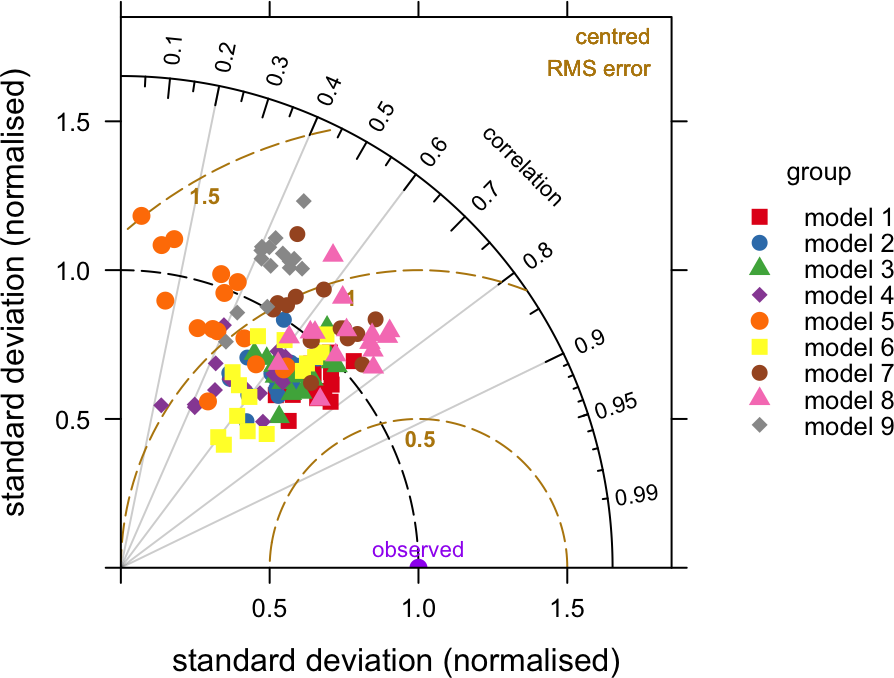 centred
RMS error
0.1
0.2
0.3
0.4
0.5
0.6
0.7
0.8
0.9
0.95
0.99
correlation
1.5
1
0.5
observed
1.5
1.0
0.5
standard deviation (normalised)
0.5
1.0
1.5
standard deviation (normalised)
group
model 1
model 2
model 3
model 4
model 5
model 6
model 7
model 8
model 9